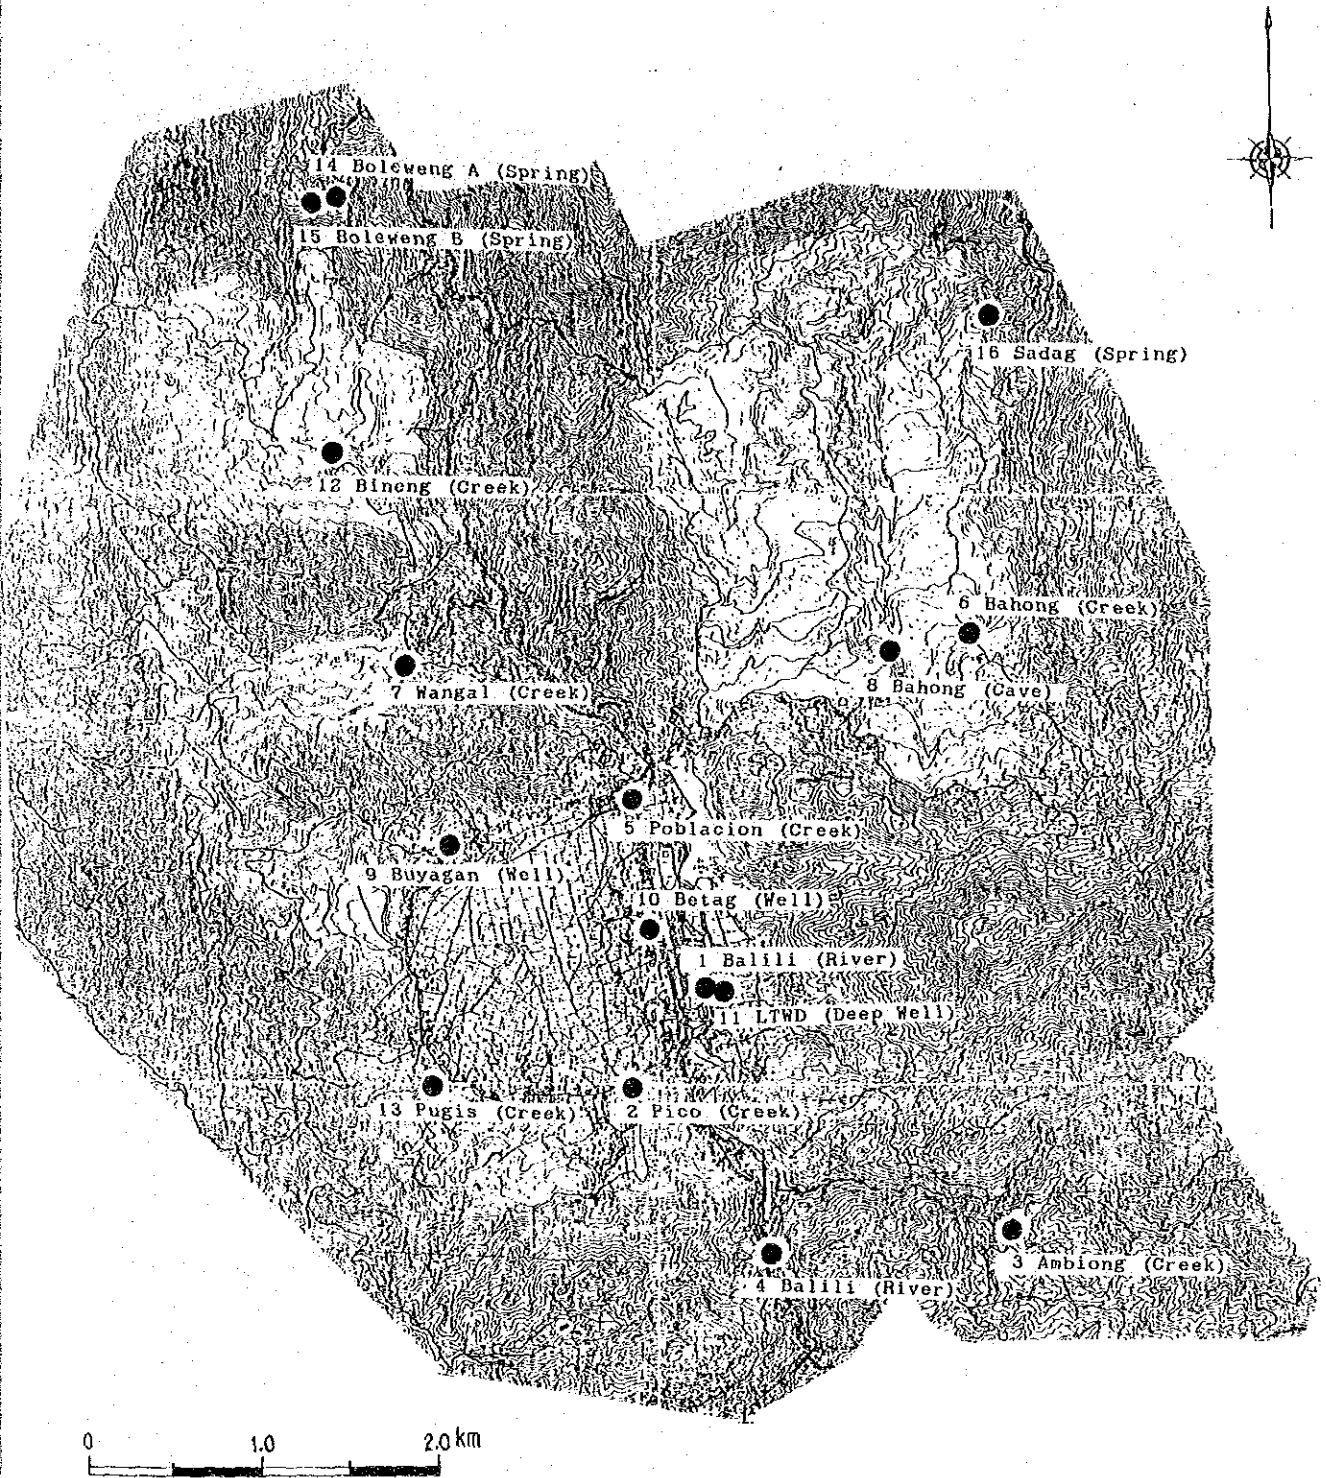 14 Boleweng A (Spring)
15 Boleweng B (Spring)
16 Sadag (Spring)
12 Bineng (Creek)
6 Bahong (Creek)
8 Bahong (Cave)
7 Wangal (Creek)
5 Poblacion (Creek)
9 Buyagan (Well)
10 Betag (Well)
1 Balili (River)
11 LTWD (Deep Well)
13 Pugis (Creek)
2 Pico (Creek)
3 Ambiong (Creek)
4 Balili (River)
0 1.0 2.0 km